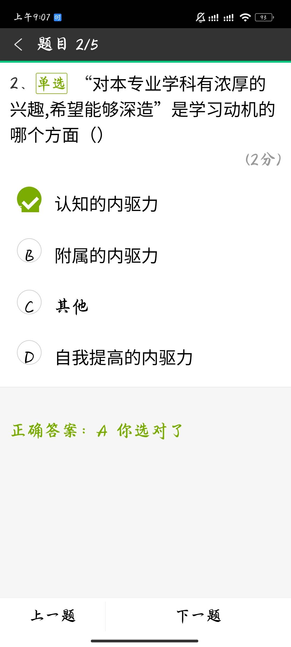 上午9:07
93
题目 2/5
2、单选 “对本专业学科有浓厚的
兴趣,希望能够深造”是学习动机的
哪个方面（）
(2分)
认知的内驱力
B 附属的内驱力
C 其他
D 自我提高的内驱力
正确答案：A 你选对了
上一题 下一题